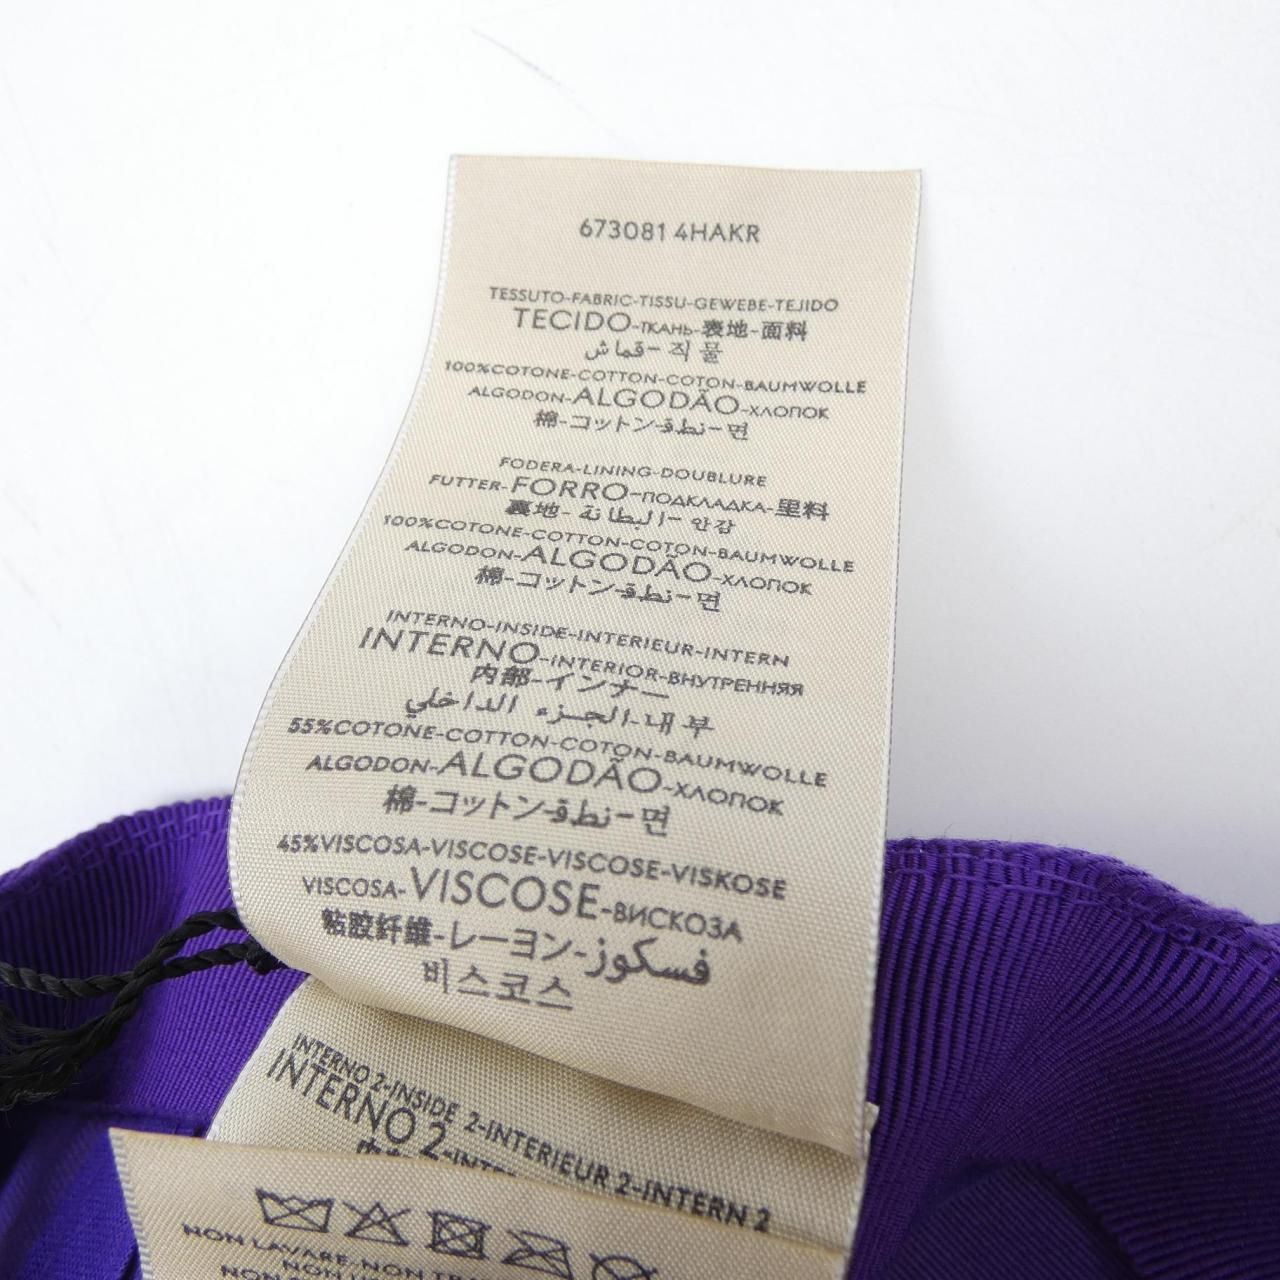 673081 4HAKR
TESSUTO-FABRIC-TISSU-GEWEBE-TEJIDO
TECIDO-ТКАНЬ-表地-面料
قماش-직물
100%COTONE-COTTON-COTON-BAUMWOLLE
ALGODON-ALGODÃO-ХЛОПОК
棉-コットン-نطق-면
FODERA-LINING-DOUBLURE
FUTTER-FORRO-ПОДКЛАДКА-里料
裏地-البطانة-안감
100%COTONE-COTTON-COTON-BAUMWOLLE
ALGODON-ALGODÃO-ХЛОПОК
棉-コットン-نطق-면
INTERNO-INSIDE-INTERIEUR-INTERN
INTERNO-INTERIOR-ВНУТРЕННЯЯ
内部-インナー
الجزء الداخلي-내부
55%COTONE-COTTON-COTON-BAUMWOLLE
ALGODON-ALGODÃO-ХЛОПОК
棉-コットン-نطق-면
45%VISCOSA-VISCOSE-VISCOSE-VISKOSE
VISCOSA-VISCOSE-ВИСКОЗА
粘胶纤维-レーヨン-فسكوز
비스코스
INTERNO 2-INSIDE 2-INTERIEUR 2-INTERN 2
INTERNO 2-INTE
NON LAVARE-NON
NON